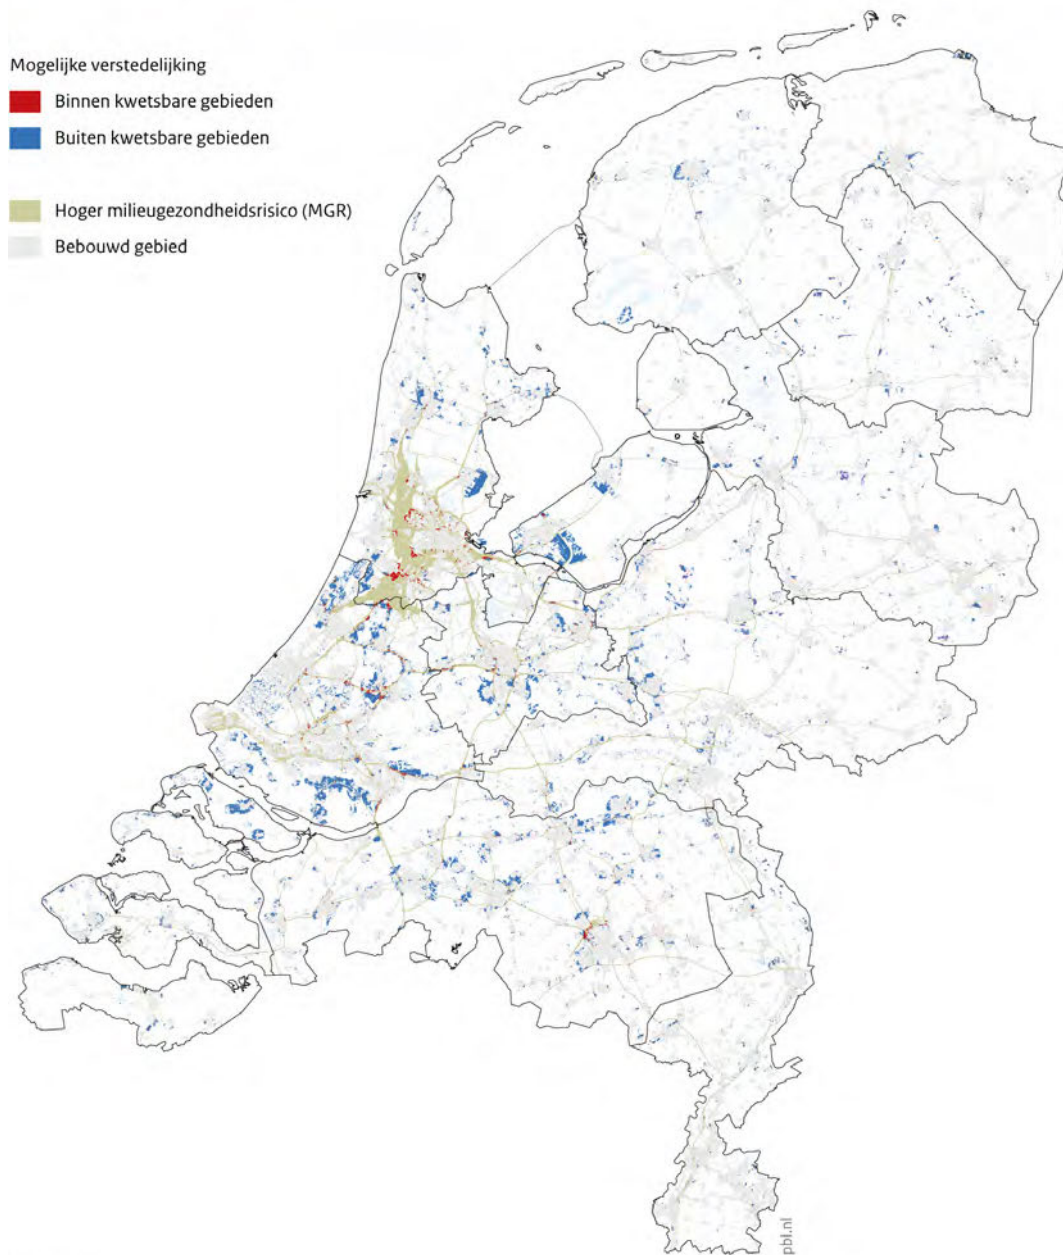 Mogelijke verstedelijking
Binnen kwetsbare gebieden
Buiten kwetsbare gebieden
Hoger milieugezondheidsrisico (MGR)
Bebouwd gebied
pbl.nl